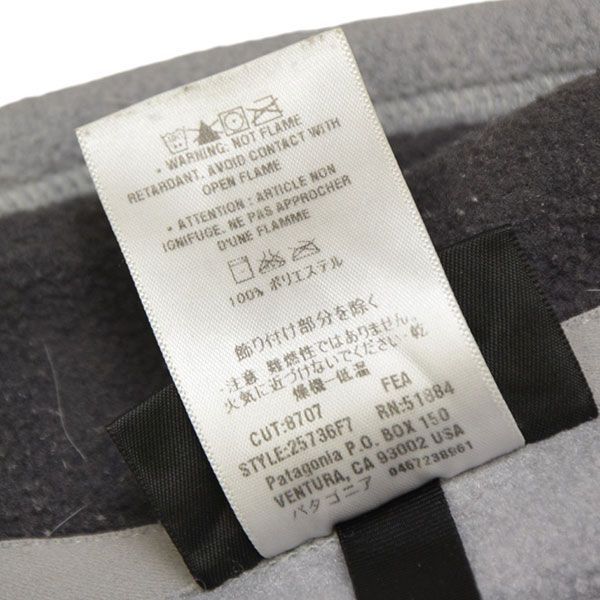 • WARNING: NOT FLAME
RETARDANT. AVOID CONTACT WITH
OPEN FLAME
• ATTENTION : ARTICLE NON
IGNIFUGE. NE PAS APPROCHER
D'UNE FLAMME
100% ポリエステル
飾り付け部分を除く
・注意 難燃性ではありません。
火気に近づけないでください・乾
燥機ー低温
CUT:8707 FEA
STYLE:25736F7 RN:51884
Patagonia P.O. BOX 150
VENTURA, CA 93002 USA
パタゴニア 0467238961